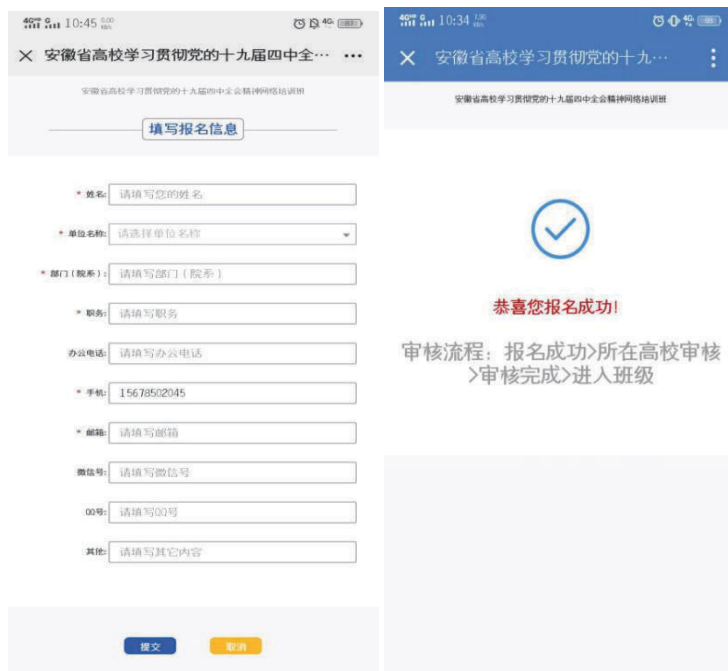 10:45
4G
安徽省高校学习贯彻党的十九届四中全…
安徽省高校学习贯彻党的十九届四中全会精神网络培训班
填写报名信息
* 姓名: 请填写您的姓名
* 单位名称: 请选择单位名称
* 部门(院系): 请填写部门(院系)
* 职务: 请填写职务
办公电话: 请填写办公电话
* 手机: 15678502045
* 邮箱: 请填写邮箱
微信号: 请填写微信号
QQ号: 请填写QQ号
其他: 请填写其它内容
提交
取消
10:34
4G
安徽省高校学习贯彻党的十九…
安徽省高校学习贯彻党的十九届四中全会精神网络培训班
恭喜您报名成功!
审核流程: 报名成功>所在高校审核
>审核完成>进入班级